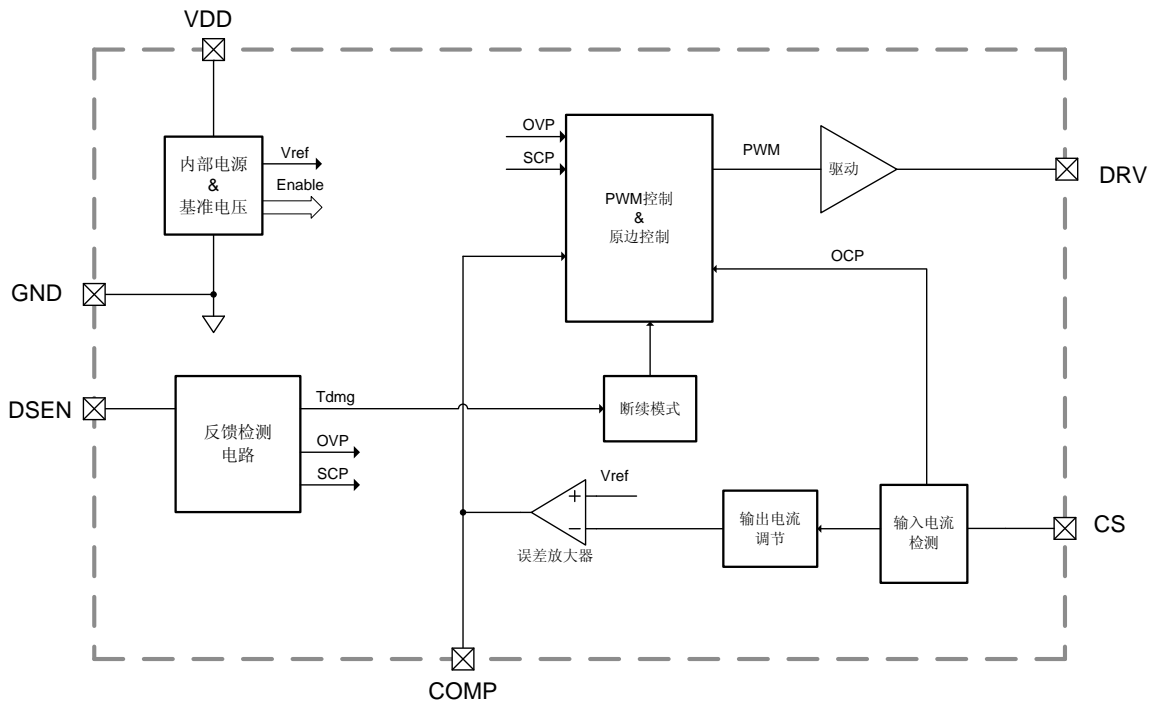 VDD
内部电源
&
基准电压
Vref
Enable
GND
OVP
SCP
PWM控制
&
原边控制
PWM
驱动
DRV
OCP
DSEN
反馈检测
电路
Tdmg
OVP
SCP
断续模式
Vref
+
−
误差放大器
输出电流
调节
输入电流
检测
CS
COMP